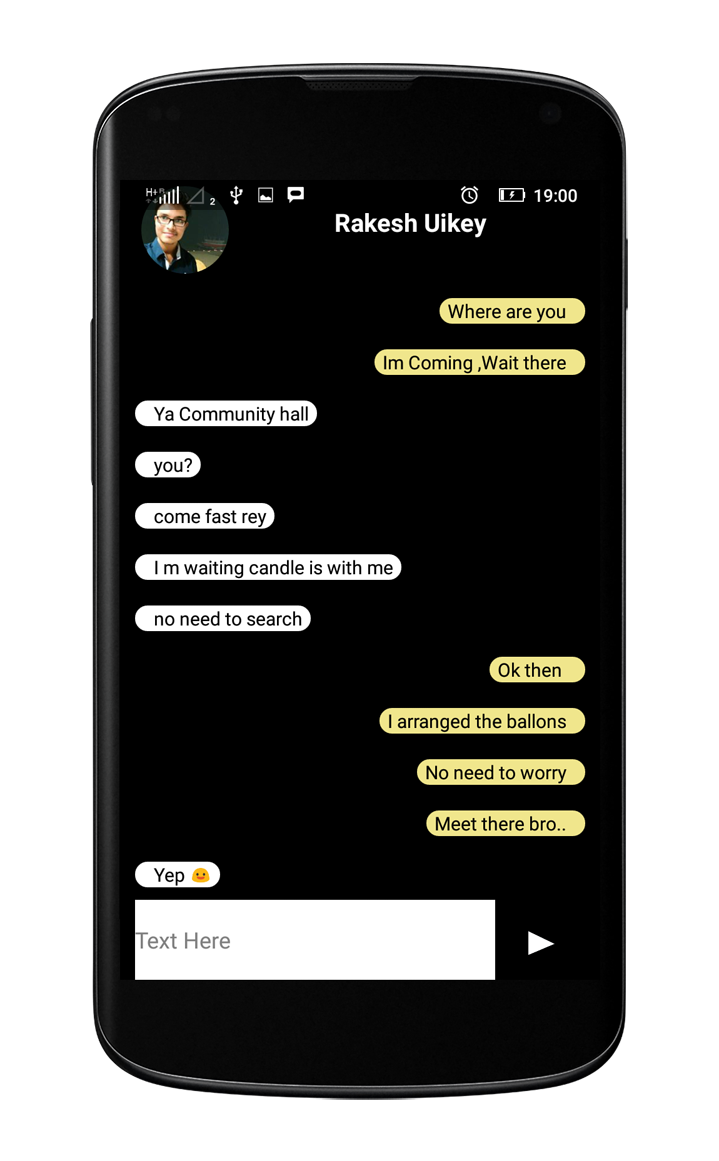 H+
2
19:00
Rakesh Uikey
Where are you
Im Coming ,Wait there
Ya Community hall
you?
come fast rey
I m waiting candle is with me
no need to search
Ok then
I arranged the ballons
No need to worry
Meet there bro..
Yep 😳
Text Here